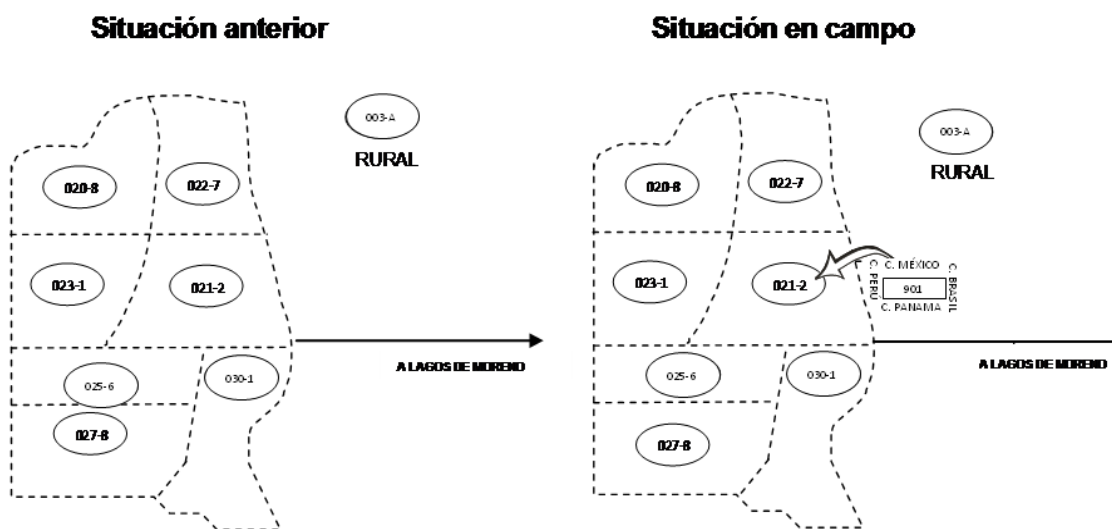 Situación anterior
003-A
RURAL
020-8
022-7
023-1
021-2
A LAGOS DE MORENO
025-6
030-1
027-8
Situación en campo
003-A
RURAL
020-8
022-7
023-1
021-2
C. MÉXICO
C. PERÚ
901
C. BRASIL
C. PANAMA
A LAGOS DE MORENO
025-6
030-1
027-8